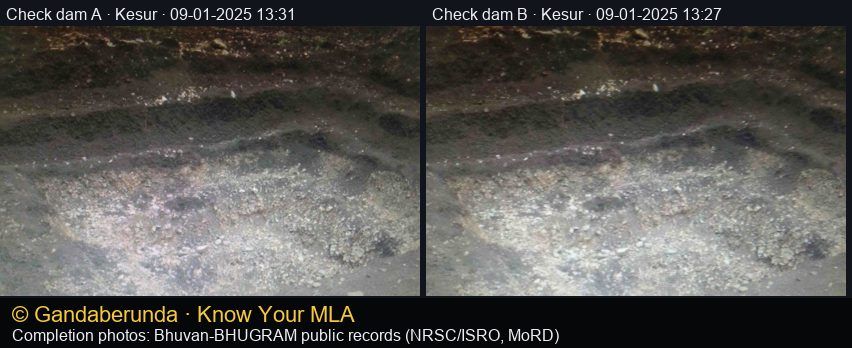 Check dam A · Kesur · 09-01-2025 13:31
Check dam B · Kesur · 09-01-2025 13:27
© Gandaberunda · Know Your MLA
Completion photos: Bhuvan-BHUGRAM public records (NRSC/ISRO, MoRD)